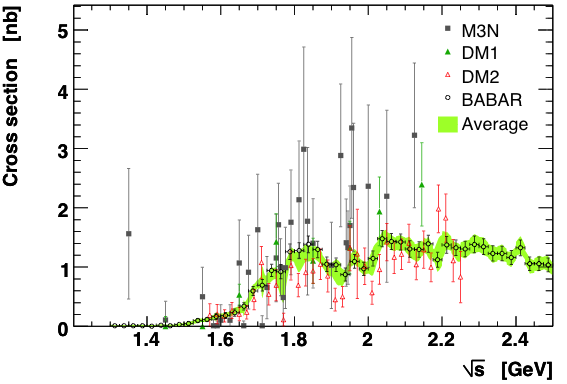 Cross section [nb]
5
4
3
2
1
0
M3N
DM1
DM2
BABAR
Average
1.4 1.6 1.8 2 2.2 2.4
√s [GeV]